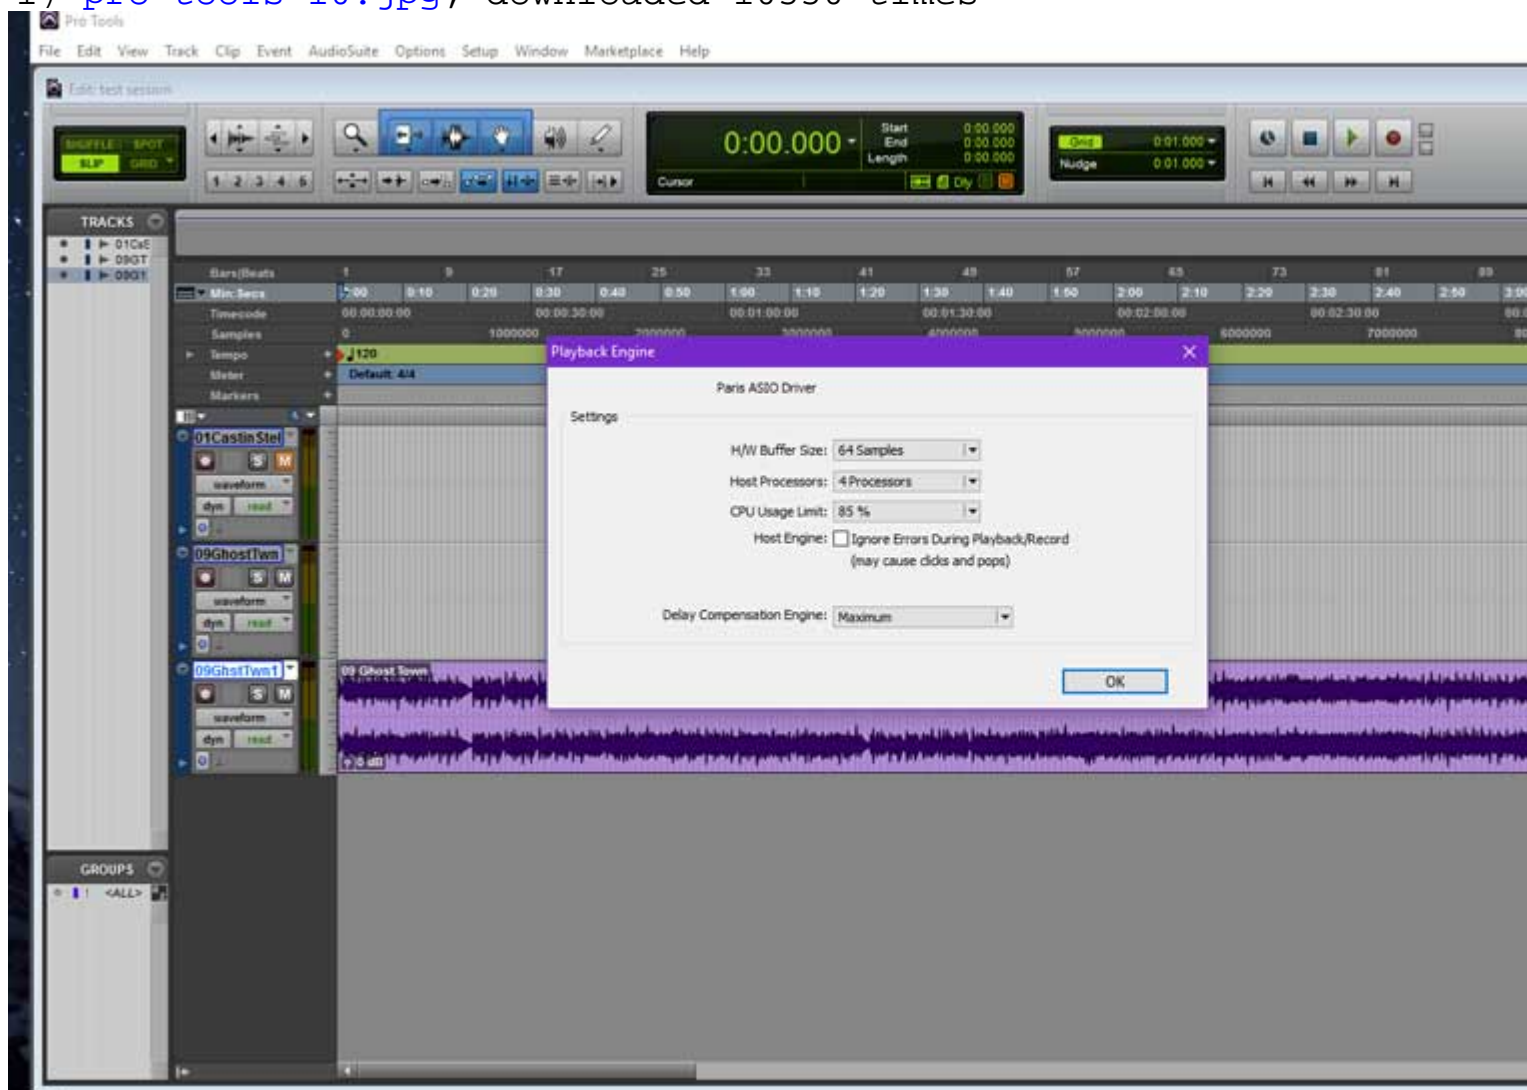 1) pro tools 10.jpg, downloaded 10550 times
Pro Tools
File Edit View Track Clip Event AudioSuite Options Setup Window Marketplace Help
Edit: test session
SHUFFLE SPOT
SLIP GRID
1 2 3 4 5
0:00.000
Start 0:00.000
End 0:00.000
Length 0:00.000
Cursor
Dly
Grid 0:01.000
Nudge 0:01.000
TRACKS
09GT
Bars|Beats 1 9 17 25 33 41 49 57 65 73 81 89
Min:Secs 0:10 0:20 0:30 0:40 0:50 1:00 1:10 1:20 1:30 1:40 1:50 2:00 2:10 2:20 2:30 2:40 2:50
Timecode 00:00:00:00 00:00:30:00 00:01:00:00 00:01:30:00 00:02:00:00 00:02:30:00
Samples 0 1000000 2000000 3000000 4000000 5000000 6000000 7000000
Tempo 120
Meter Default: 4/4
Markers
Playback Engine
Paris ASIO Driver
Settings
H/W Buffer Size: 64 Samples
Host Processors: 4 Processors
CPU Usage Limit: 85 %
Host Engine: Ignore Errors During Playback/Record
(may cause clicks and pops)
Delay Compensation Engine: Maximum
OK
01CastinStel
S M
waveform
dyn read
09GhostTwn
S M
waveform
dyn read
09GhstTwn1
S M
waveform
dyn read
09 Ghost Town
0 dB
GROUPS
! <ALL>